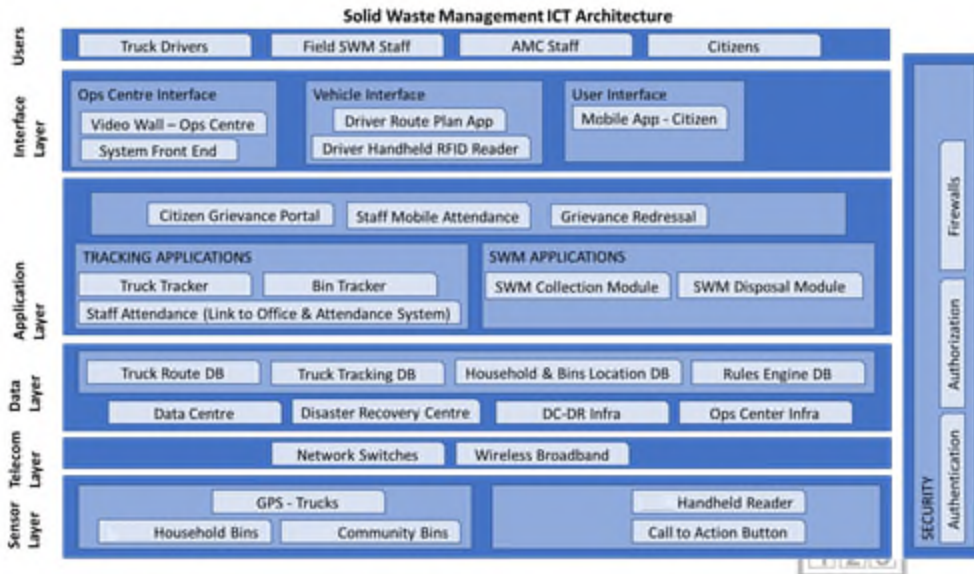 Solid Waste Management ICT Architecture
Users
Truck Drivers
Field SWM Staff
AMC Staff
Citizens
Interface Layer
Ops Centre Interface
Video Wall – Ops Centre
System Front End
Vehicle Interface
Driver Route Plan App
Driver Handheld RFID Reader
User Interface
Mobile App - Citizen
Application Layer
Citizen Grievance Portal
Staff Mobile Attendance
Grievance Redressal
TRACKING APPLICATIONS
Truck Tracker
Bin Tracker
Staff Attendance (Link to Office & Attendance System)
SWM APPLICATIONS
SWM Collection Module
SWM Disposal Module
Data Layer
Truck Route DB
Truck Tracking DB
Household & Bins Location DB
Rules Engine DB
Data Centre
Disaster Recovery Centre
DC-DR Infra
Ops Center Infra
Telecom Layer
Network Switches
Wireless Broadband
Sensor Layer
GPS - Trucks
Household Bins
Community Bins
Handheld Reader
Call to Action Button
SECURITY
Firewalls
Authorization
Authentication